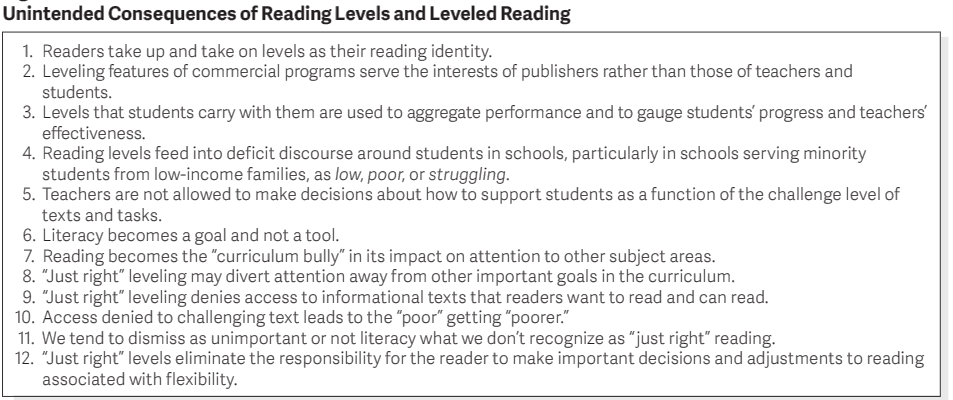 Unintended Consequences of Reading Levels and Leveled Reading
1. Readers take up and take on levels as their reading identity.
2. Leveling features of commercial programs serve the interests of publishers rather than those of teachers and
students.
3. Levels that students carry with them are used to aggregate performance and to gauge students’ progress and teachers’
effectiveness.
4. Reading levels feed into deficit discourse around students in schools, particularly in schools serving minority
students from low-income families, as low, poor, or struggling.
5. Teachers are not allowed to make decisions about how to support students as a function of the challenge level of
texts and tasks.
6. Literacy becomes a goal and not a tool.
7. Reading becomes the “curriculum bully” in its impact on attention to other subject areas.
8. “Just right” leveling may divert attention away from other important goals in the curriculum.
9. “Just right” leveling denies access to informational texts that readers want to read and can read.
10. Access denied to challenging text leads to the “poor” getting “poorer.”
11. We tend to dismiss as unimportant or not literacy what we don’t recognize as “just right” reading.
12. “Just right” levels eliminate the responsibility for the reader to make important decisions and adjustments to reading
associated with flexibility.